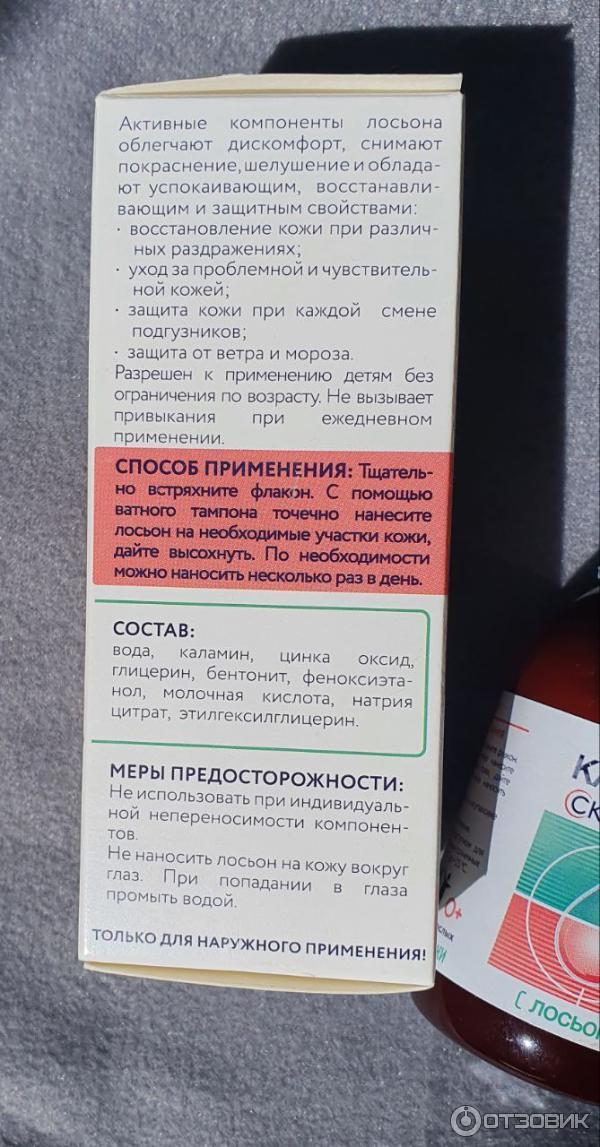 Активные компоненты лосьона
облегчают дискомфорт, снимают
покраснение, шелушение и облада-
ют успокаивающим, восстанавли-
вающим и защитным свойствами:
· восстановление кожи при различ-
ных раздражениях;
· уход за проблемной и чувствитель-
ной кожей;
· защита кожи при каждой смене
подгузников;
· защита от ветра и мороза.
Разрешен к применению детям без
ограничения по возрасту. Не вызывает
привыкания при ежедневном
применении.
СПОСОБ ПРИМЕНЕНИЯ: Тщатель-
но встряхните флакон. С помощью
ватного тампона точечно нанесите
лосьон на необходимые участки кожи,
дайте высохнуть. По необходимости
можно наносить несколько раз в день.
СОСТАВ:
вода, каламин, цинка оксид,
глицерин, бентонит, феноксиэта-
нол, молочная кислота, натрия
цитрат, этилгексилглицерин.
МЕРЫ ПРЕДОСТОРОЖНОСТИ:
Не использовать при индивидуаль-
ной непереносимости компонен-
тов.
Не наносить лосьон на кожу вокруг
глаз. При попадании в глаза
промыть водой.
ТОЛЬКО ДЛЯ НАРУЖНОГО ПРИМЕНЕНИЯ!
0+
ЛОСЬО
ОТЗОВИК